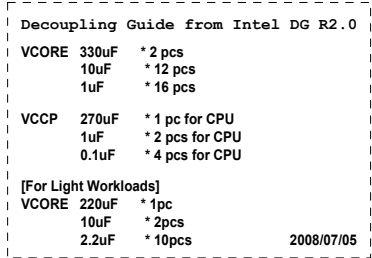 Decoupling Guide from Intel DG R2.0
VCORE 330uF * 2 pcs
10uF * 12 pcs
1uF * 16 pcs
VCCP 270uF * 1 pc for CPU
1uF * 2 pcs for CPU
0.1uF * 4 pcs for CPU
[For Light Workloads]
VCORE 220uF * 1pc
10uF * 2pcs
2.2uF * 10pcs 2008/07/05